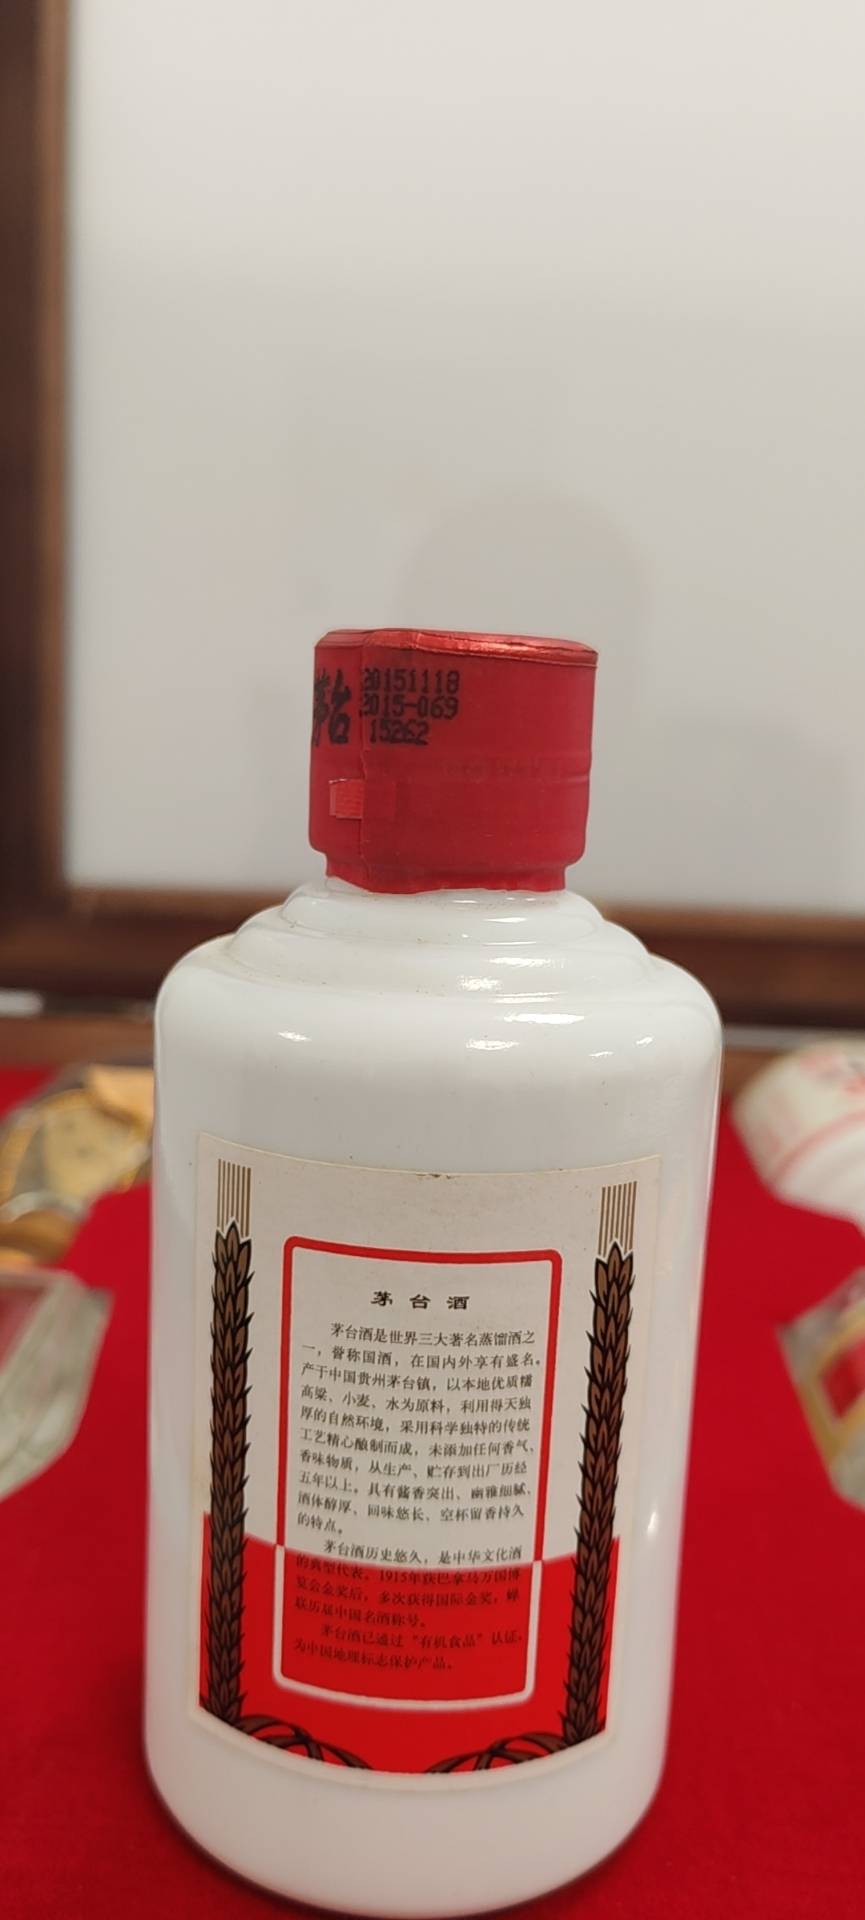 茅台
20151118
2015-069
15262
茅台酒
茅台酒是世界三大著名蒸馏酒之
一，誉称国酒，在国内外享有盛名。
产于中国贵州茅台镇，以本地优质糯
高粱、小麦、水为原料，利用得天独
厚的自然环境，采用科学独特的传统
工艺精心酿制而成，未添加任何香气、
香味物质，从生产、贮存到出厂历经
五年以上。具有酱香突出、幽雅细腻、
酒体醇厚、回味悠长、空杯留香持久
的特点。
茅台酒历史悠久，是中华文化酒
的典型代表。1915年获巴拿马万国博
览会金奖后，多次获得国际金奖，蝉
联历届中国名酒称号。
茅台酒已通过“有机食品”认证，
为中国地理标志保护产品。